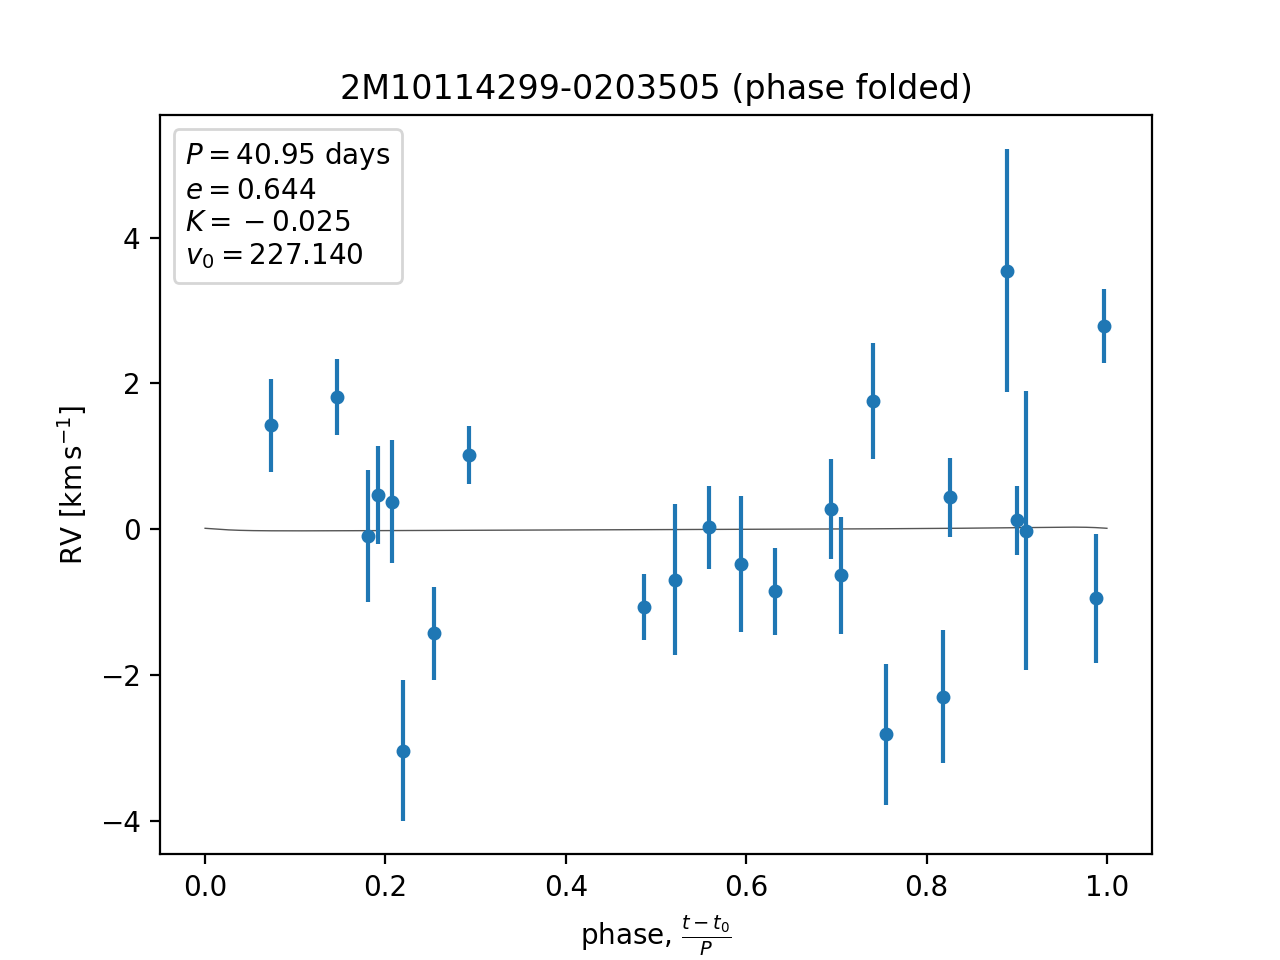 2M10114299-0203505 (phase folded)
P = 40.95 days
e = 0.644
K = −0.025
v₀ = 227.140
4
2
0
−2
−4
RV [km s⁻¹]
0.0 0.2 0.4 0.6 0.8 1.0
phase, (t − t₀)/P